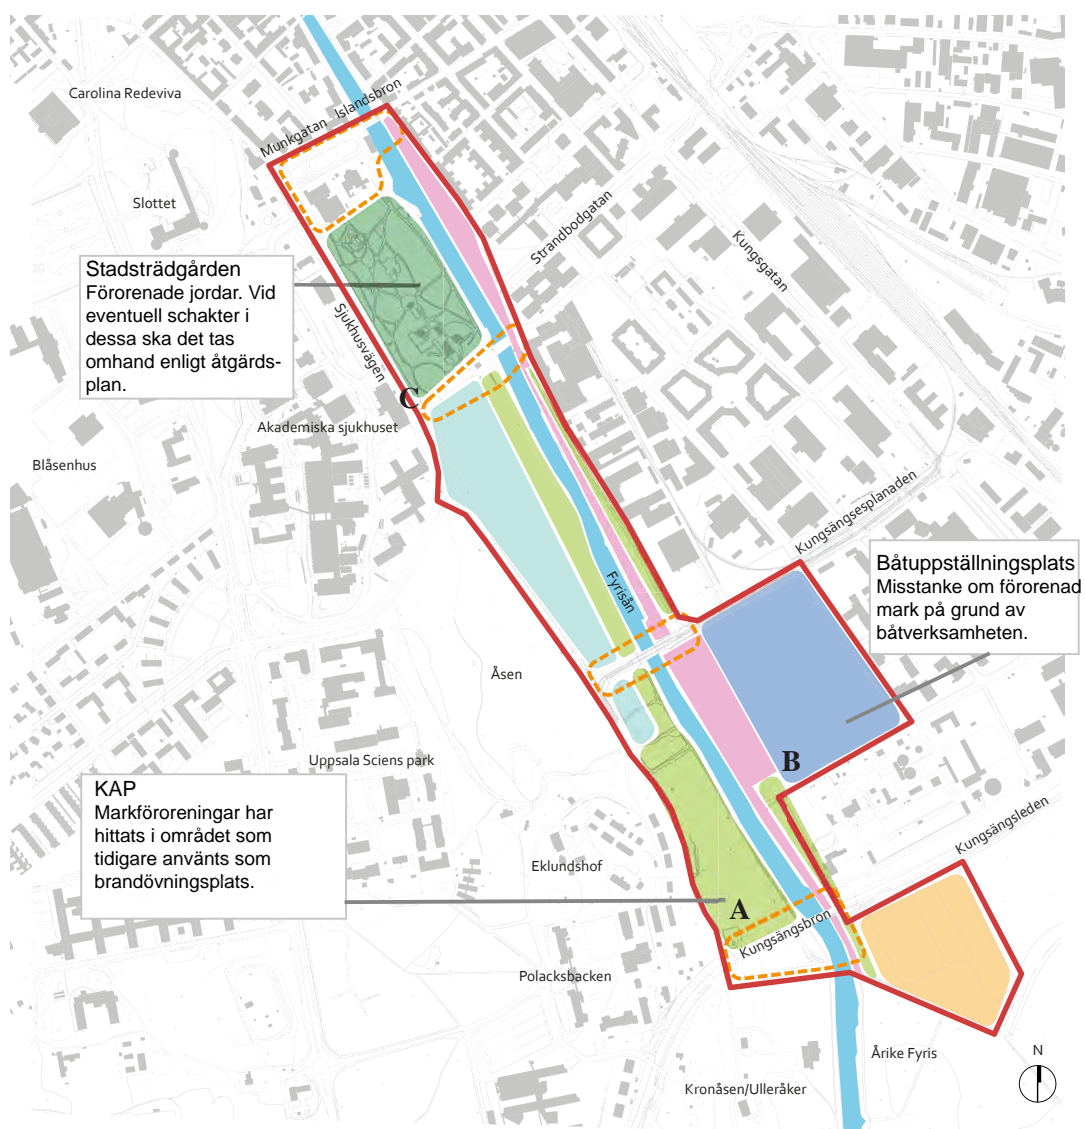 Carolina Redeviva
Munkgatan
Islandsbron
Slottet
Strandbodgatan
Kungsgatan
Stadsträdgården
Förorenade jordar. Vid
eventuell schakter i
dessa ska det tas
omhand enligt åtgärds-
plan.
Sjukhusvägen
C
Akademiska sjukhuset
Blåsenhus
Kungsängsesplanaden
Båtuppställningsplats
Misstanke om förorenad
mark på grund av
båtverksamheten.
Fyrisån
Åsen
Uppsala Sciens park
B
KAP
Markföroreningar har
hittats i området som
tidigare använts som
brandövningsplats.
Kungsängsleden
Eklundshof
A
Kungsängsbron
Polacksbacken
Årike Fyris
N
Kronåsen/Ulleråker